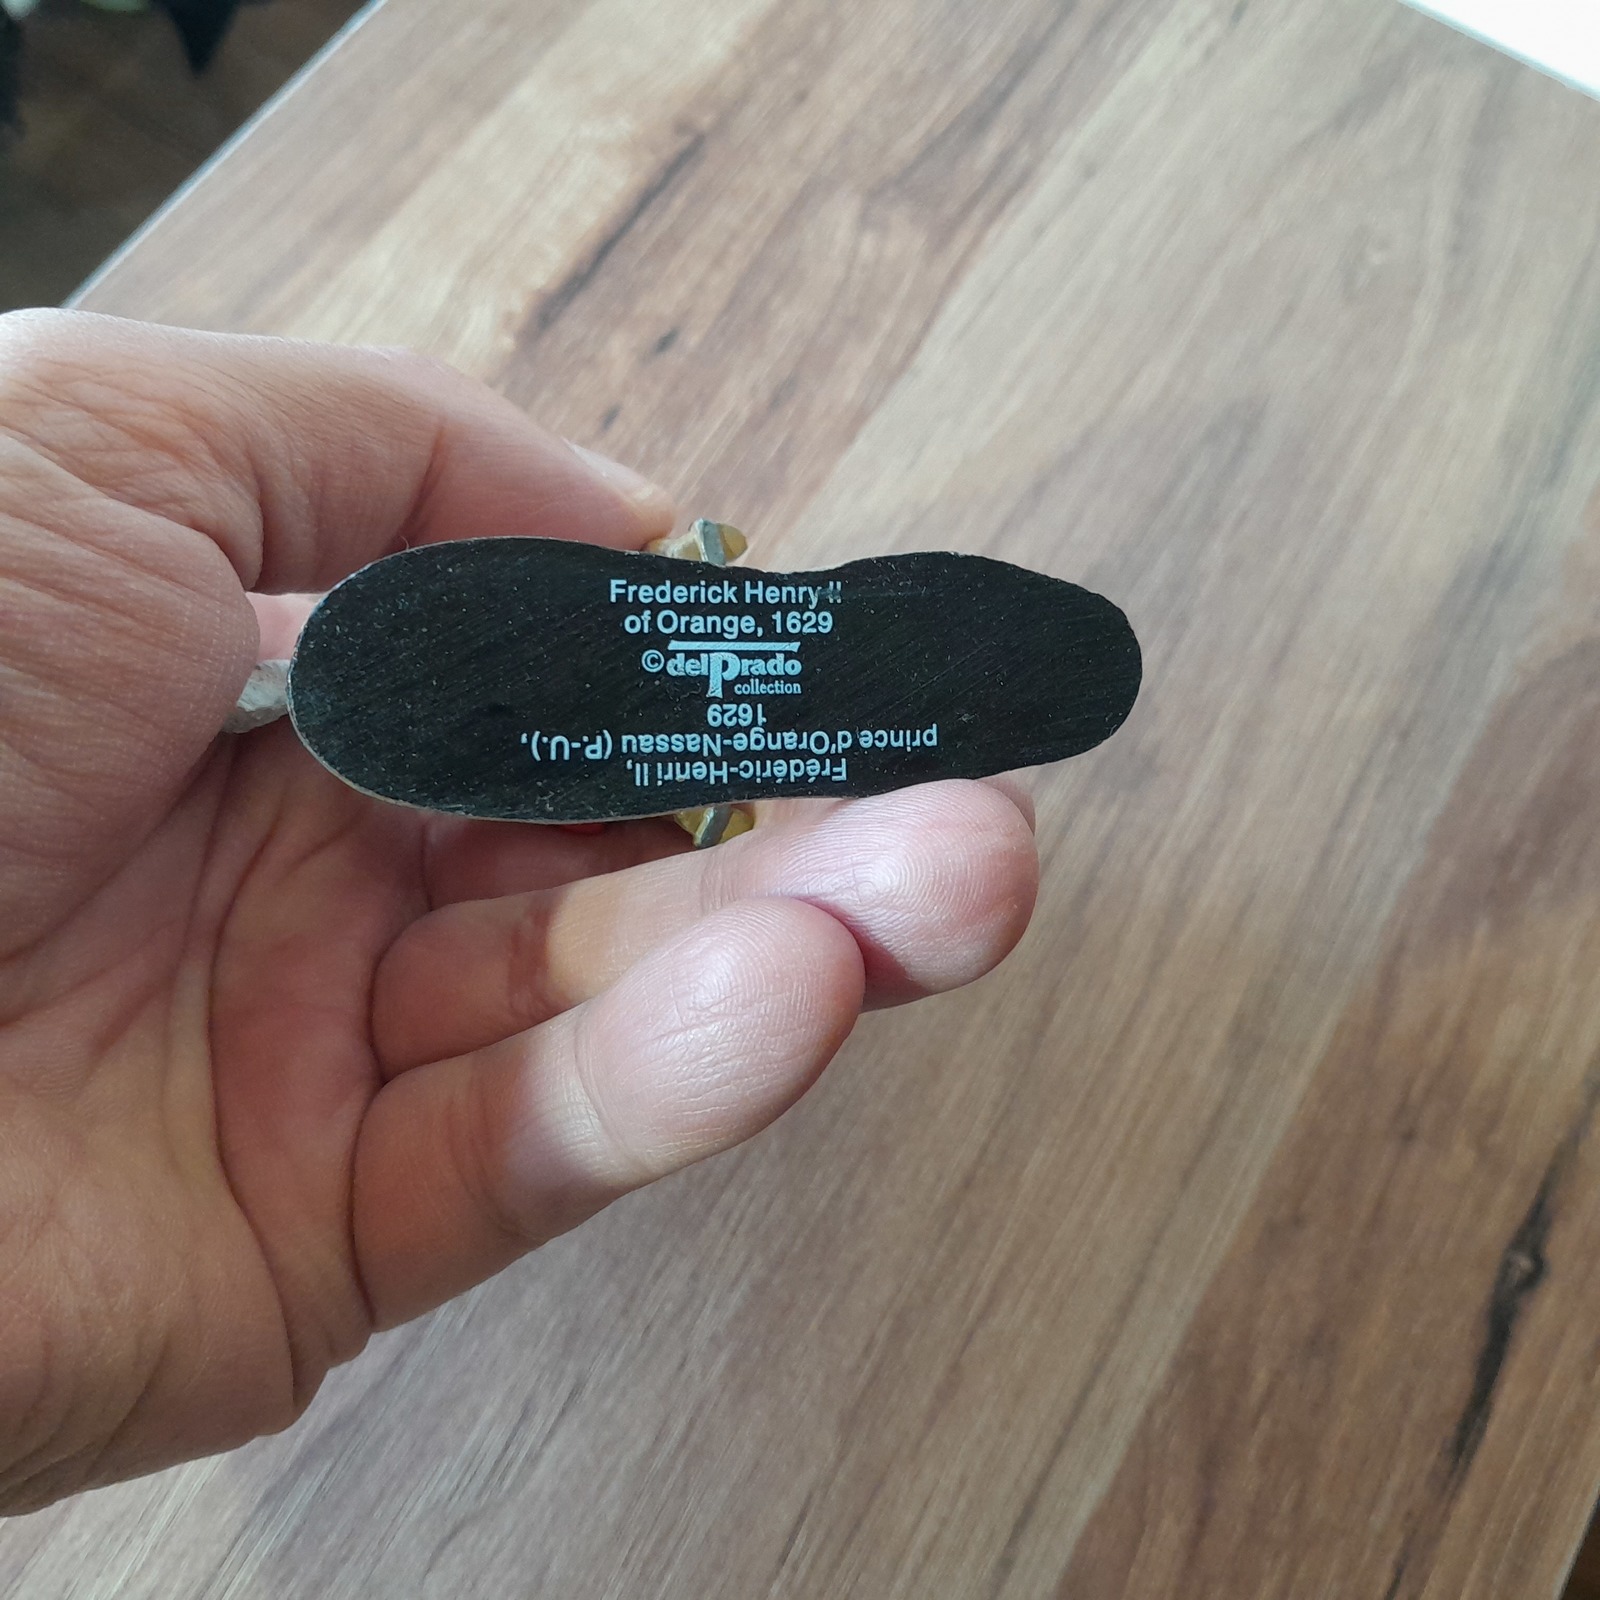 Frederick Henry II
of Orange, 1629
© delPrado
collection
Frédéric-Henri II,
prince d'Orange-Nassau (P.-U.),
1629